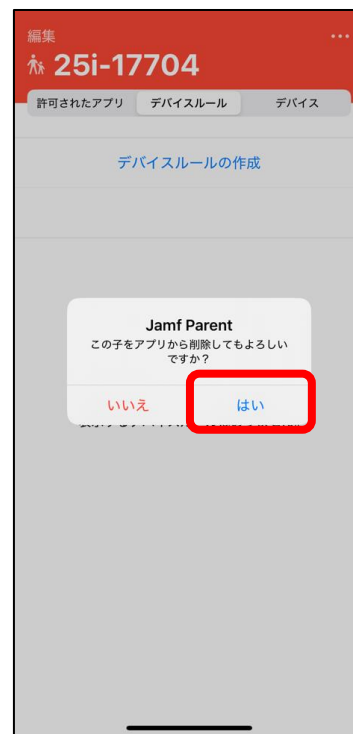 編集
25i-17704
許可されたアプリ デバイスルール デバイス
デバイスルールの作成
Jamf Parent
この子をアプリから削除してもよろしい
ですか？
いいえ はい